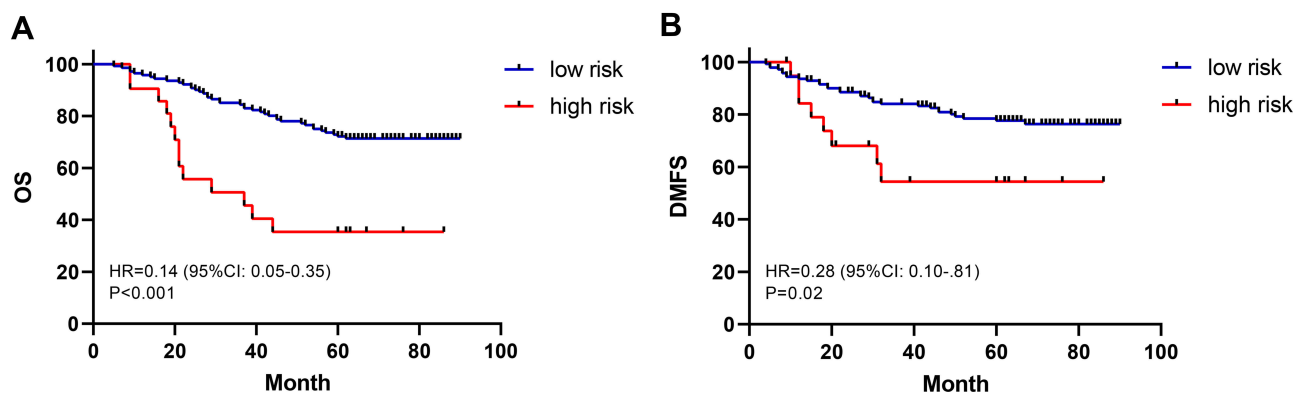 A
OS
100
80
60
40
20
0
low risk
high risk
HR=0.14 (95%CI: 0.05-0.35)
P<0.001
0 20 40 60 80 100
Month
B
DMFS
100
80
60
40
20
0
low risk
high risk
HR=0.28 (95%CI: 0.10-.81)
P=0.02
0 20 40 60 80 100
Month